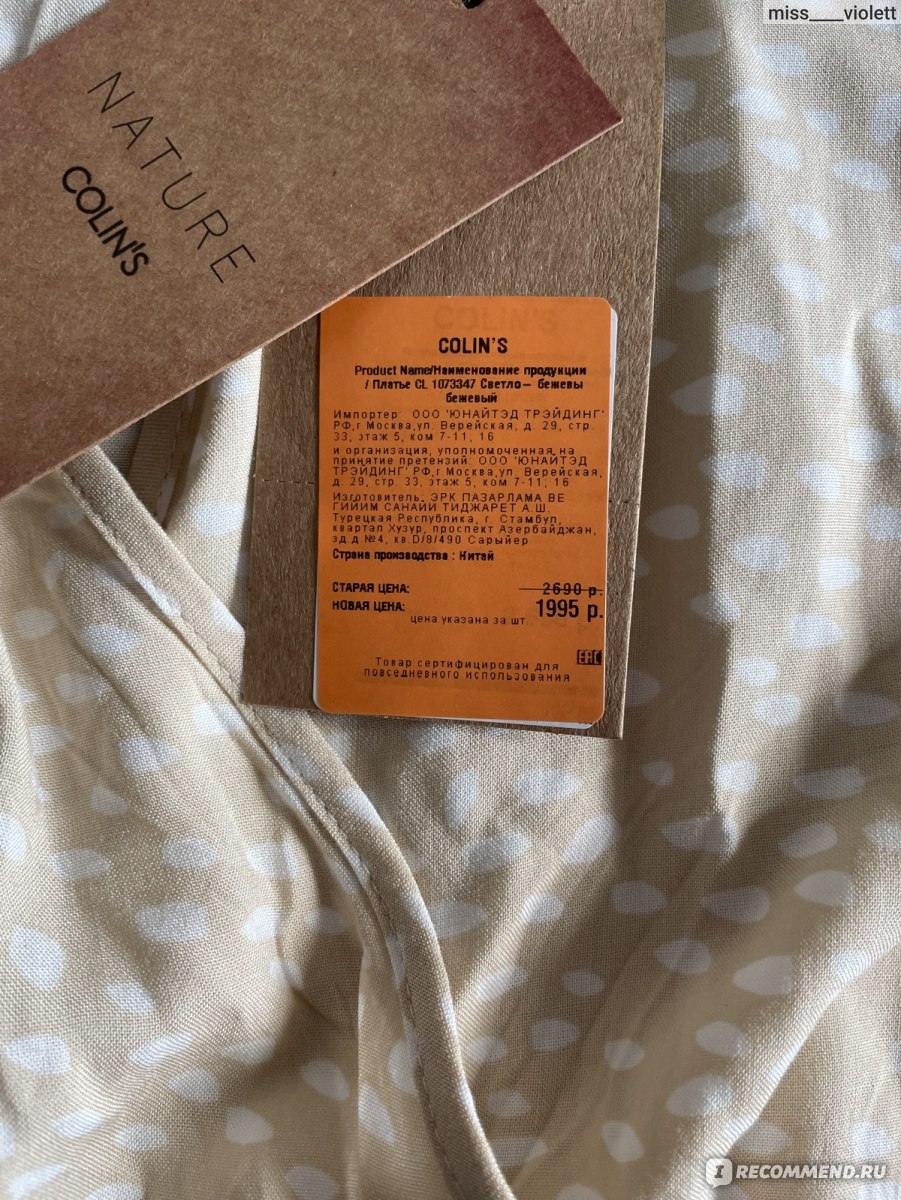 miss____violett
NATURE
COLIN'S
COLIN'S
COLIN'S
Product Name/Наименование продукции
/ Платье CL 1073347 Светло – бежевы
бежевый
Импортер: ООО 'ЮНАЙТЭД ТРЭЙДИНГ'
РФ,г.Москва,ул. Верейская, д. 29, стр.
33, этаж 5, ком 7-11, 16
и организация, уполномоченная на
принятие претензий: ООО 'ЮНАЙТЭД
ТРЭЙДИНГ' РФ,г.Москва,ул. Верейская,
д. 29, стр. 33, этаж 5, ком 7-11, 16
Изготовитель: ЭРК ПАЗАРЛАМА ВЕ
ГИЙИМ САНАЙИ ТИДЖАРЕТ А.Ш.
Турецкая Республика, г. Стамбул,
квартал Хузур, проспект Азербайджан,
зд.д.№4, кв.D/8/490 Сарыйер
Страна производства : Китай
СТАРАЯ ЦЕНА: 2690 р.
НОВАЯ ЦЕНА: 1995 р.
цена указана за шт.
EAC
Товар сертифицирован для
повседневного использования
I RECOMMEND.RU